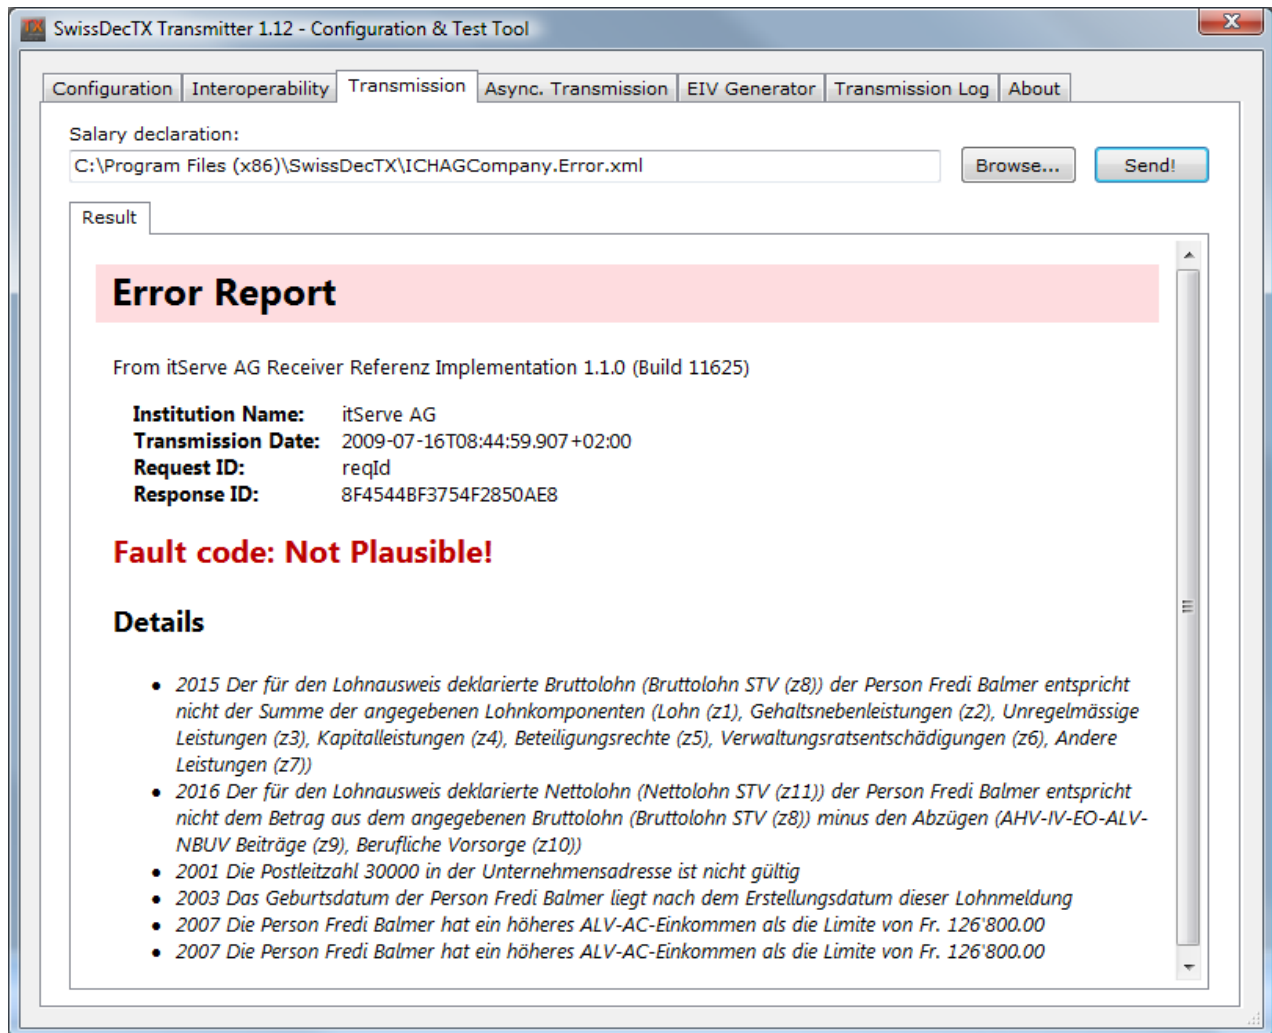 TX
SwissDecTX Transmitter 1.12 - Configuration & Test Tool
Configuration Interoperability Transmission Async. Transmission EIV Generator Transmission Log About
Salary declaration:
C:\Program Files (x86)\SwissDecTX\ICHAGCompany.Error.xml Browse... Send!
Result
Error Report
From itServe AG Receiver Referenz Implementation 1.1.0 (Build 11625)
Institution Name: itServe AG
Transmission Date: 2009-07-16T08:44:59.907+02:00
Request ID: reqId
Response ID: 8F4544BF3754F2850AE8
Fault code: Not Plausible!
Details
• 2015 Der für den Lohnausweis deklarierte Bruttolohn (Bruttolohn STV (z8)) der Person Fredi Balmer entspricht
nicht der Summe der angegebenen Lohnkomponenten (Lohn (z1), Gehaltsnebenleistungen (z2), Unregelmässige
Leistungen (z3), Kapitalleistungen (z4), Beteiligungsrechte (z5), Verwaltungsratsentschädigungen (z6), Andere
Leistungen (z7))
• 2016 Der für den Lohnausweis deklarierte Nettolohn (Nettolohn STV (z11)) der Person Fredi Balmer entspricht
nicht dem Betrag aus dem angegebenen Bruttolohn (Bruttolohn STV (z8)) minus den Abzügen (AHV-IV-EO-ALV-
NBUV Beiträge (z9), Berufliche Vorsorge (z10))
• 2001 Die Postleitzahl 30000 in der Unternehmensadresse ist nicht gültig
• 2003 Das Geburtsdatum der Person Fredi Balmer liegt nach dem Erstellungsdatum dieser Lohnmeldung
• 2007 Die Person Fredi Balmer hat ein höheres ALV-AC-Einkommen als die Limite von Fr. 126'800.00
• 2007 Die Person Fredi Balmer hat ein höheres ALV-AC-Einkommen als die Limite von Fr. 126'800.00